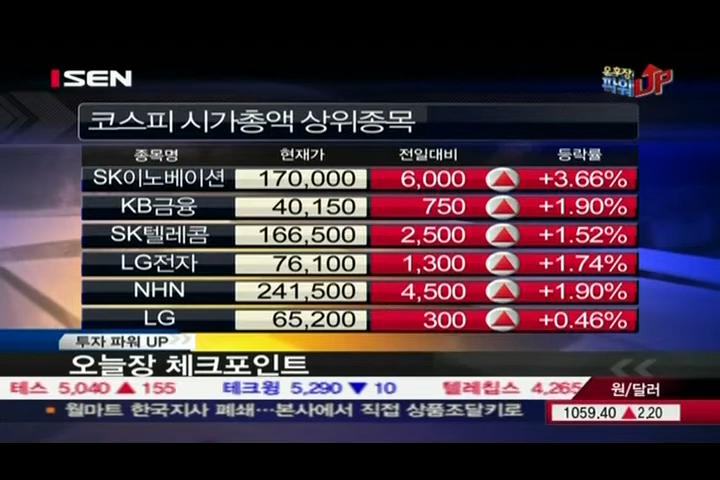 SEN
오후장 파워 UP
코스피 시가총액 상위종목
종목명 현재가 전일대비 등락률
SK이노베이션 170,000 6,000 ▲ +3.66%
KB금융 40,150 750 ▲ +1.90%
SK텔레콤 166,500 2,500 ▲ +1.52%
LG전자 76,100 1,300 ▲ +1.74%
NHN 241,500 4,500 ▲ +1.90%
LG 65,200 300 ▲ +0.46%
투자 파워 UP
오늘장 체크포인트
테스 5,040 ▲ 155 테크윙 5,290 ▼ 10 텔레칩스 4,265 원/달러
월마트 한국지사 폐쇄…본사에서 직접 상품조달키로 1059.40 ▲ 2.20